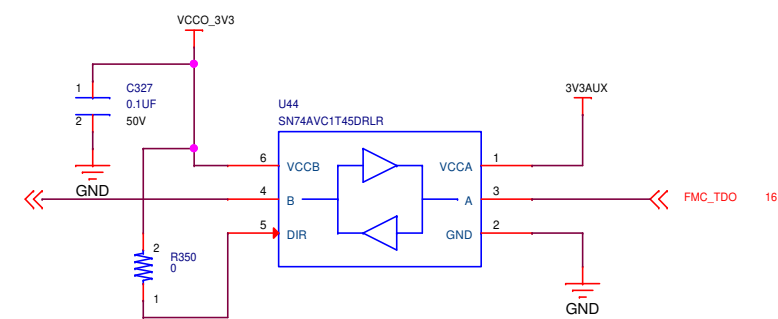 VCCO_3V3
1
C327
0.1UF
2
50V
GND
U44
SN74AVC1T45DRLR
3V3AUX
6
VCCB
VCCA
1
4
B
A
3
FMC_TDO
16
5
DIR
GND
2
2
R350
0
1
GND